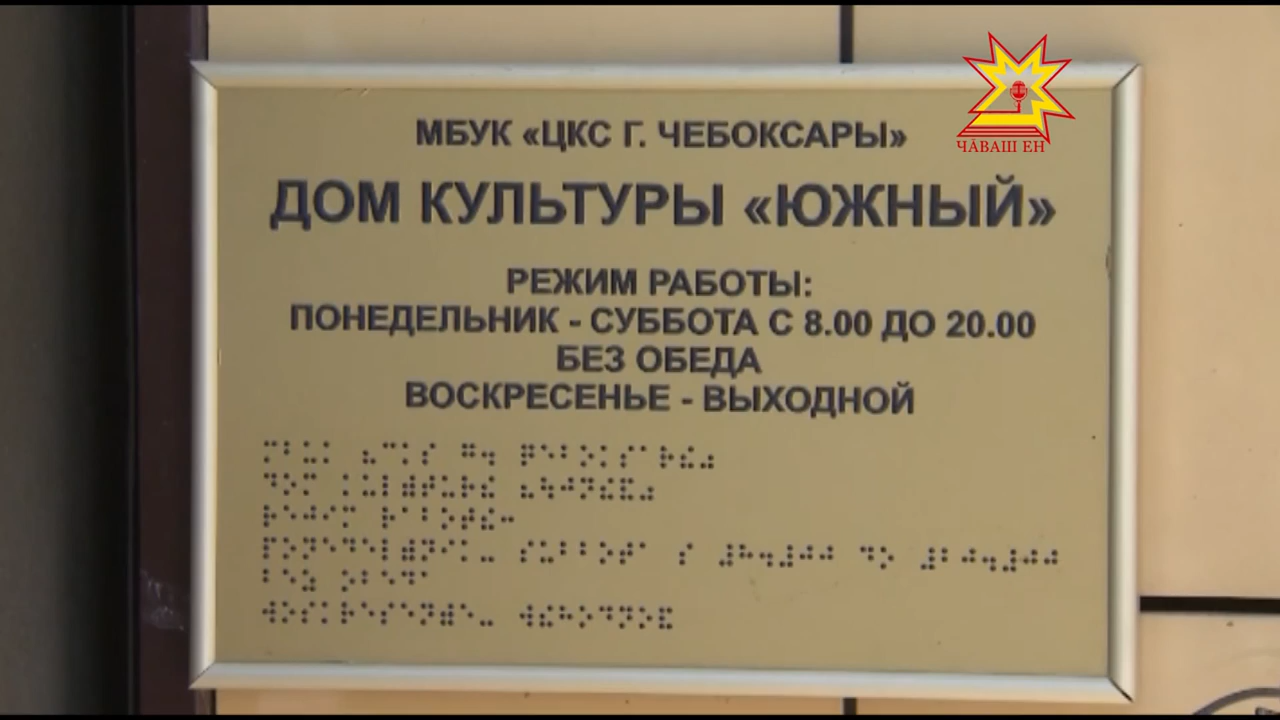 ЧӐВАШ ЕН
МБУК «ЦКС Г. ЧЕБОКСАРЫ»
ДОМ КУЛЬТУРЫ «ЮЖНЫЙ»
РЕЖИМ РАБОТЫ:
ПОНЕДЕЛЬНИК - СУББОТА С 8.00 ДО 20.00
БЕЗ ОБЕДА
ВОСКРЕСЕНЬЕ - ВЫХОДНОЙ